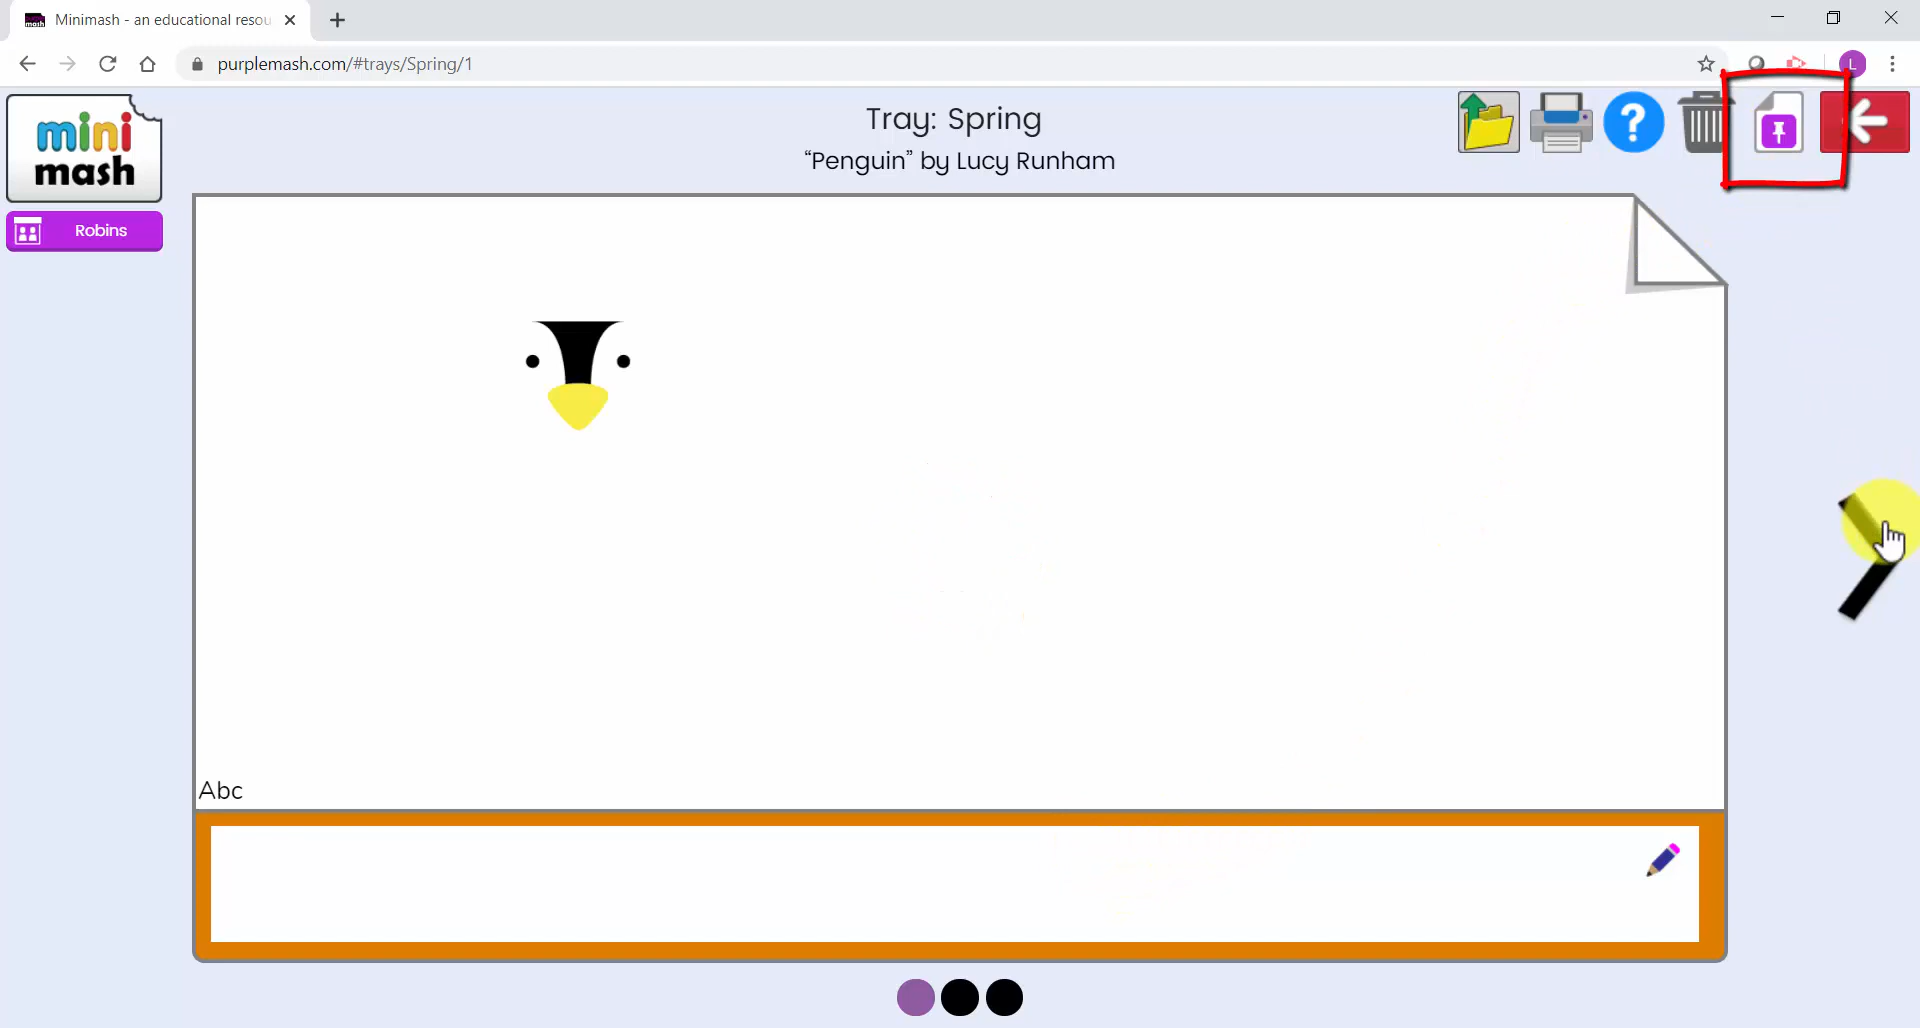 Minimash - an educational resou
purplemash.com/#trays/Spring/1
L
mini
mash
Tray: Spring
“Penguin” by Lucy Runham
?
Robins
Abc